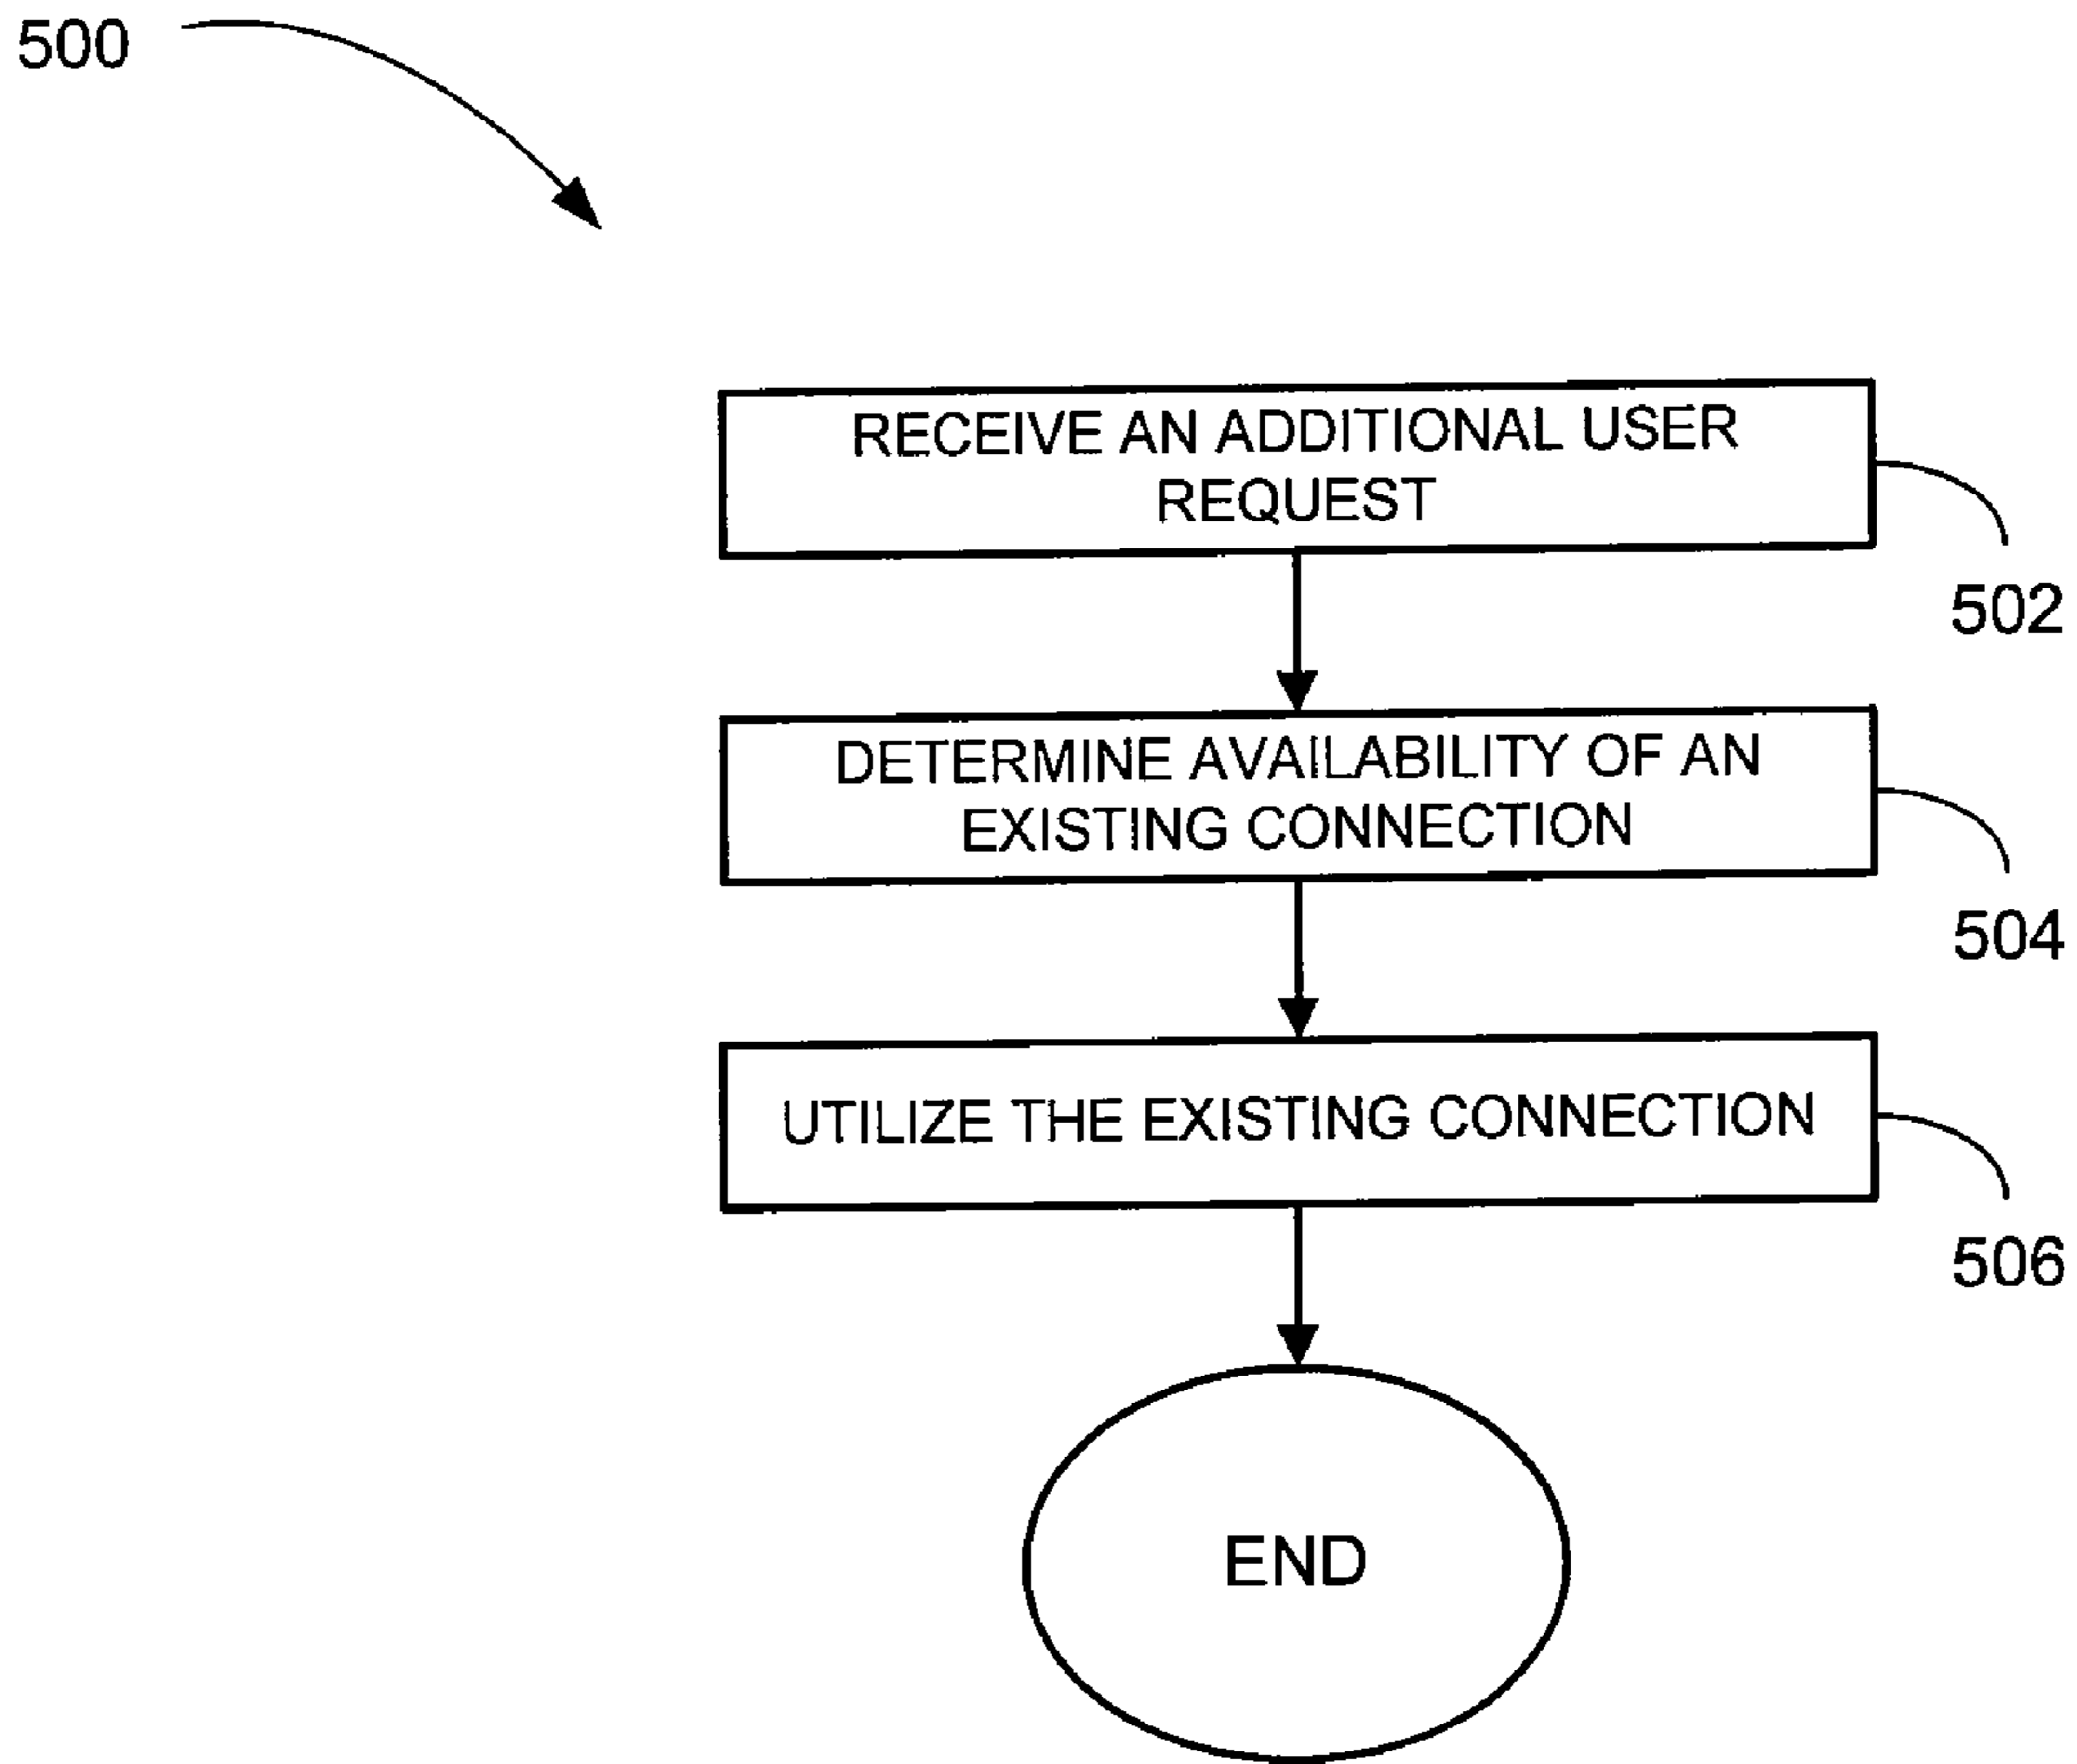 500
RECEIVE AN ADDITIONAL USER
REQUEST
502
DETERMINE AVAILABILITY OF AN
EXISTING CONNECTION
504
UTILIZE THE EXISTING CONNECTION
506
END